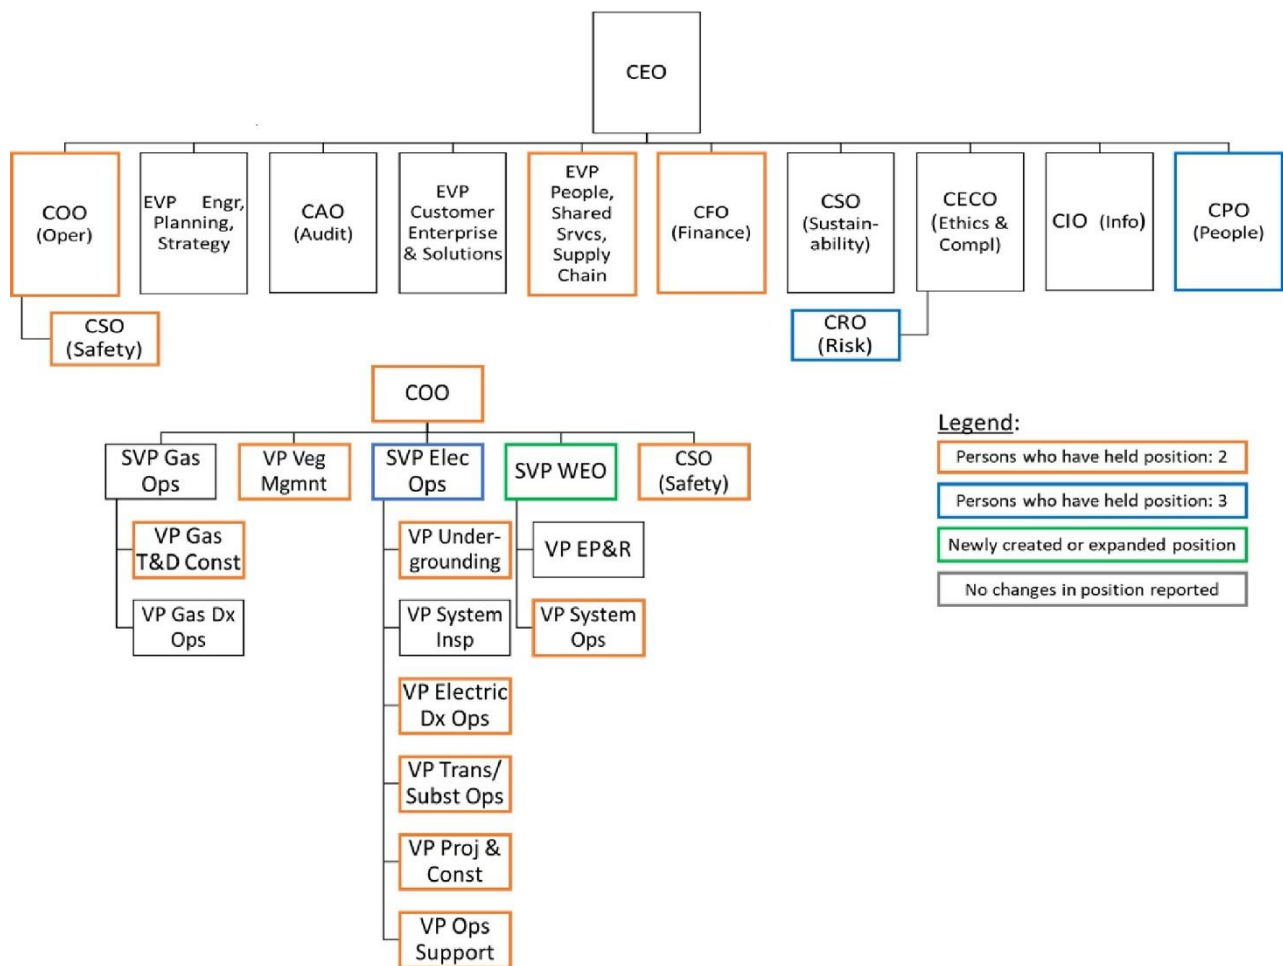 CEO
COO
(Oper)
EVP Engr,
Planning,
Strategy
CAO
(Audit)
EVP
Customer
Enterprise
& Solutions
EVP
People,
Shared
Srvcs,
Supply
Chain
CFO
(Finance)
CSO
(Sustain-
ability)
CECO
(Ethics &
Compl)
CIO (Info)
CPO
(People)
CSO
(Safety)
CRO
(Risk)
COO
SVP Gas
Ops
VP Veg
Mgmnt
SVP Elec
Ops
SVP WEO
CSO
(Safety)
VP Gas
T&D Const
VP Gas Dx
Ops
VP Under-
grounding
VP System
Insp
VP Electric
Dx Ops
VP Trans/
Subst Ops
VP Proj &
Const
VP Ops
Support
VP EP&R
VP System
Ops
Legend:
Persons who have held position: 2
Persons who have held position: 3
Newly created or expanded position
No changes in position reported